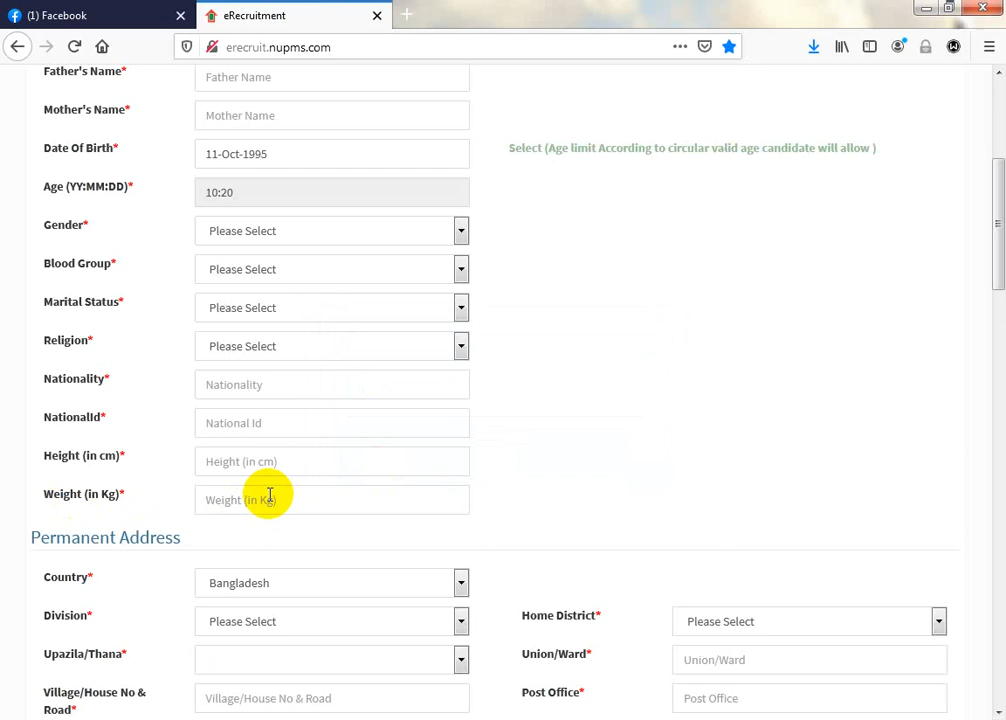 (1) Facebook
eRecruitment
erecruit.nupms.com
Father's Name*
Father Name
Mother's Name*
Mother Name
Date Of Birth*
11-Oct-1995
Select (Age limit According to circular valid age candidate will allow )
Age (YY:MM:DD)*
10:20
Gender*
Please Select
Blood Group*
Please Select
Marital Status*
Please Select
Religion*
Please Select
Nationality*
Nationality
NationalId*
National Id
Height (in cm)*
Height (in cm)
Weight (in Kg)*
Weight (in Kg)
Permanent Address
Country*
Bangladesh
Division*
Please Select
Home District*
Please Select
Upazila/Thana*
Union/Ward*
Union/Ward
Village/House No &
Road*
Village/House No & Road
Post Office*
Post Office